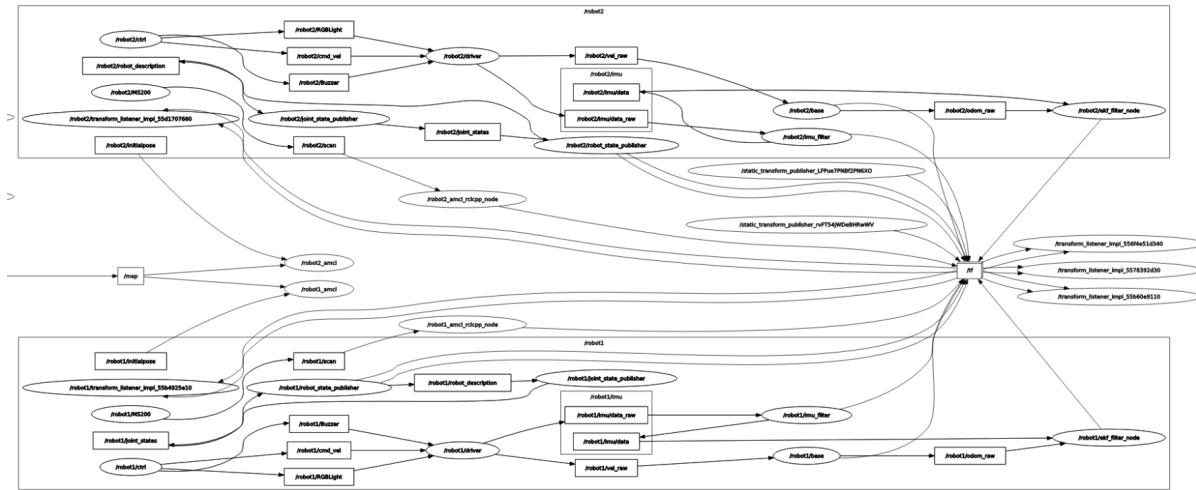 /robot2
/robot2/ctrl
/robot2/RGBLight
/robot2/cmd_vel
/robot2/Buzzer
/robot2/driver
/robot2/vel_raw
/robot2/robot_description
/robot2/imu
/robot2/imu/data
/robot2/imu/data_raw
/robot2/MS200
/robot2/base
/robot2/odom_raw
/robot2/ekf_filter_node
/robot2/transform_listener_impl_55d1707660
/robot2/joint_state_publisher
/robot2/joint_states
/robot2/imu_filter
/robot2/initialpose
/robot2/scan
/robot2/robot_state_publisher
/static_transform_publisher_LFPue7PNBf2PN6XO
/robot2_amcl_rclcpp_node
/static_transform_publisher_rvFT54jWDeBHRwWV
/transform_listener_impl_556f4e51d340
/robot2_amcl
/map
/tf
/transform_listener_impl_5578392d30
/robot1_amcl
/transform_listener_impl_55b60e9110
/robot1_amcl_rclcpp_node
/robot1
/robot1/initialpose
/robot1/scan
/robot1/transform_listener_impl_55b4925e10
/robot1/robot_state_publisher
/robot1/robot_description
/robot1/joint_state_publisher
/robot1/imu
/robot1/MS200
/robot1/imu/data_raw
/robot1/imu_filter
/robot1/Buzzer
/robot1/joint_states
/robot1/imu/data
/robot1/ekf_filter_node
/robot1/cmd_vel
/robot1/driver
/robot1/base
/robot1/odom_raw
/robot1/ctrl
/robot1/vel_raw
/robot1/RGBLight